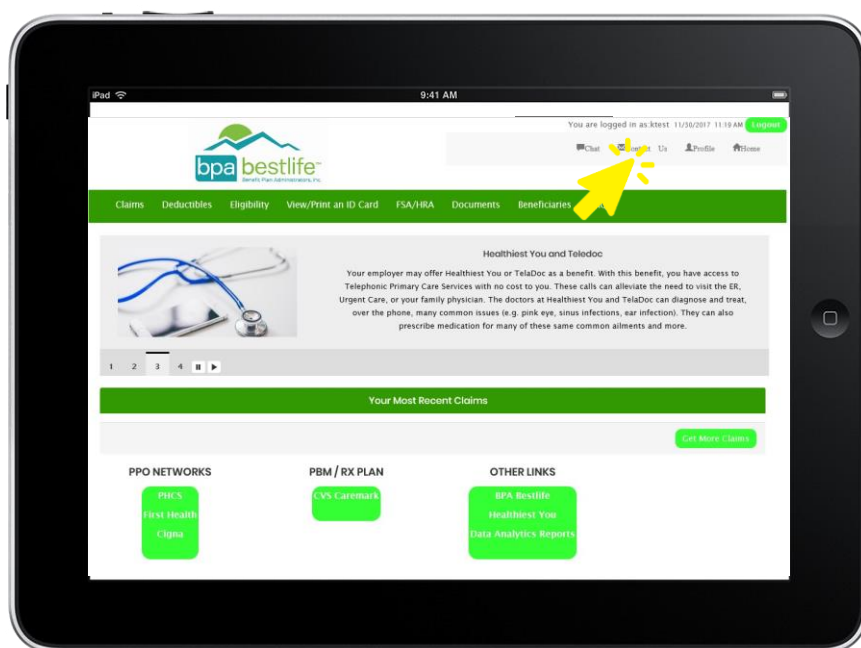 iPad 9:41 AM
You are logged in as:ktest 11/30/2017 11:19 AM Logout
Chat Contact Us Profile Home
bpa bestlife
Benefit Plan Administrators, Inc.
Claims Deductibles Eligibility View/Print an ID Card FSA/HRA Documents Beneficiaries
Healthiest You and Teledoc
Your employer may offer Healthiest You or TelaDoc as a benefit. With this benefit, you have access to
Telephonic Primary Care Services with no cost to you. These calls can alleviate the need to visit the ER,
Urgent Care, or your family physician. The doctors at Healthiest You and TelaDoc can diagnose and treat,
over the phone, many common issues (e.g. pink eye, sinus infections, ear infection). They can also
prescribe medication for many of these same common ailments and more.
1 2 3 4
Your Most Recent Claims
Get More Claims
PPO NETWORKS
PHCS
First Health
Cigna
PBM / RX PLAN
CVS Caremark
OTHER LINKS
BPA Bestlife
Healthiest You
Data Analytics Reports